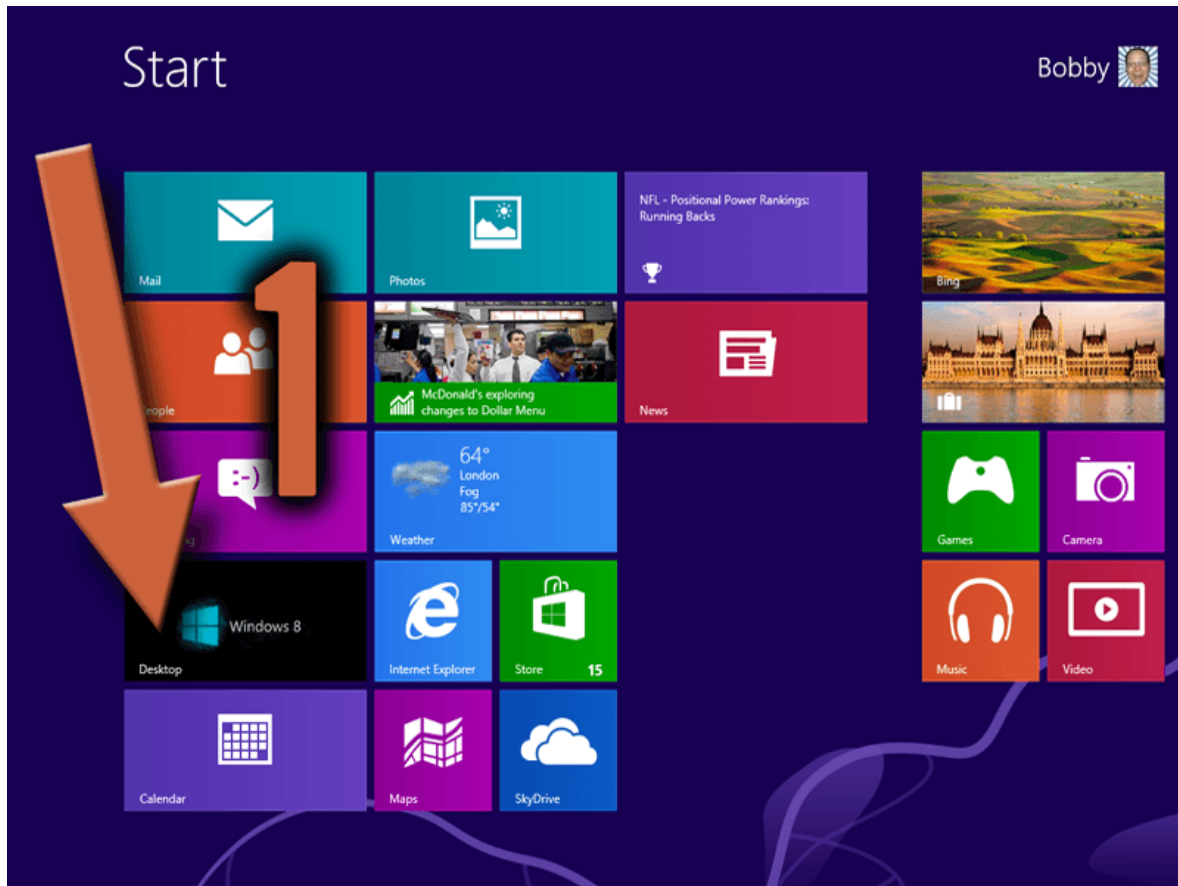 Start
Bobby
Mail
Photos
NFL - Positional Power Rankings:
Running Backs
Bing
1
People
McDonald's exploring
changes to Dollar Menu
News
:-)
64°
London
Fog
85°/54°
Weather
Games
Camera
Windows 8
Desktop
Internet Explorer
Store
15
Music
Video
Calendar
Maps
SkyDrive